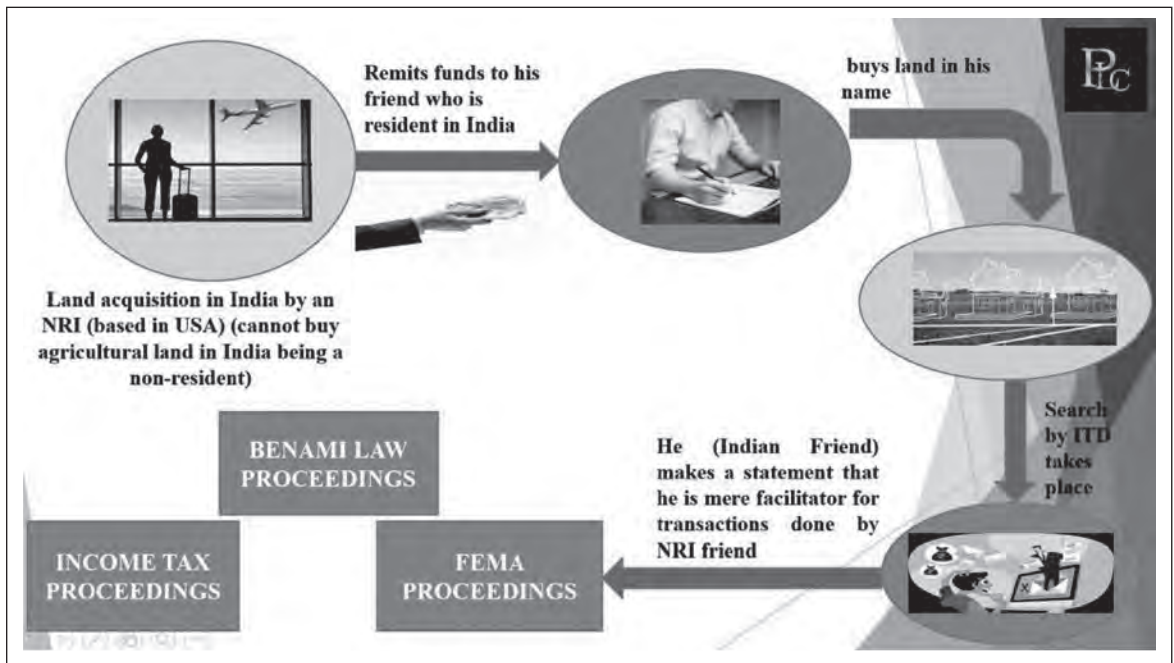 Remits funds to his
friend who is
resident in India
buys land in his
name
PLC
Land acquisition in India by an
NRI (based in USA) (cannot buy
agricultural land in India being a
non-resident)
Search
by ITD
takes
place
He (Indian Friend)
makes a statement that
he is mere facilitator for
transactions done by
NRI friend
BENAMI LAW
PROCEEDINGS
INCOME TAX
PROCEEDINGS
FEMA
PROCEEDINGS